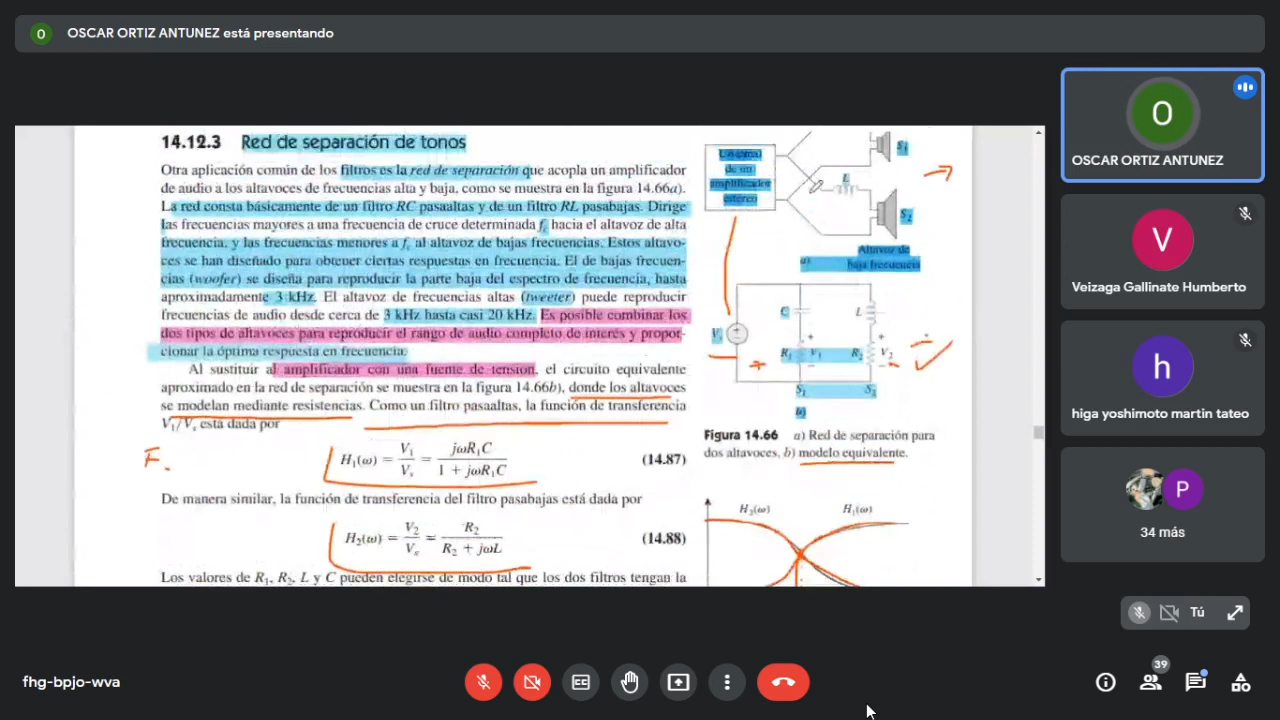 O OSCAR ORTIZ ANTUNEZ está presentando
14.12.3 Red de separación de tonos
Otra aplicación común de los filtros es la red de separación que acopla un amplificador
de audio a los altavoces de frecuencias alta y baja, como se muestra en la figura 14.66a).
La red consta básicamente de un filtro RC pasaaltas y de un filtro RL pasabajas. Dirige
las frecuencias mayores a una frecuencia de cruce determinada fc hacia el altavoz de alta
frecuencia, y las frecuencias menores a fc al altavoz de bajas frecuencias. Estos altavo-
ces se han diseñado para obtener ciertas respuestas en frecuencia. El de bajas frecuen-
cias (woofer) se diseña para reproducir la parte baja del espectro de frecuencia, hasta
aproximadamente 3 kHz. El altavoz de frecuencias altas (tweeter) puede reproducir
frecuencias de audio desde cerca de 3 kHz hasta casi 20 kHz. Es posible combinar los
dos tipos de altavoces para reproducir el rango de audio completo de interés y propor-
cionar la óptima respuesta en frecuencia.
Al sustituir al amplificador con una fuente de tensión, el circuito equivalente
aproximado en la red de separación se muestra en la figura 14.66b), donde los altavoces
se modelan mediante resistencias. Como un filtro pasaaltas, la función de transferencia
V1/Vs está dada por
F.
H1(ω) = V1/Vs = jωR1C / 1 + jωR1C (14.87)
De manera similar, la función de transferencia del filtro pasabajas está dada por
H2(ω) = V2/Vs = R2 / R2 + jωL (14.88)
Los valores de R1, R2, L y C pueden elegirse de modo tal que los dos filtros tengan la
de un
amplificador
estéreo
S1
L
S2
a)
Altavoz de
baja frecuencia
C
L
Vs
+
+
R1 V1 R2 V2
−
−
S1 S2
b)
Figura 14.66 a) Red de separación para
dos altavoces, b) modelo equivalente.
H2(ω) H1(ω)
O
OSCAR ORTIZ ANTUNEZ
V
Veizaga Gallinate Humberto
h
higa yoshimoto martin tateo
P
34 más
Tú
fhg-bpjo-wva
39